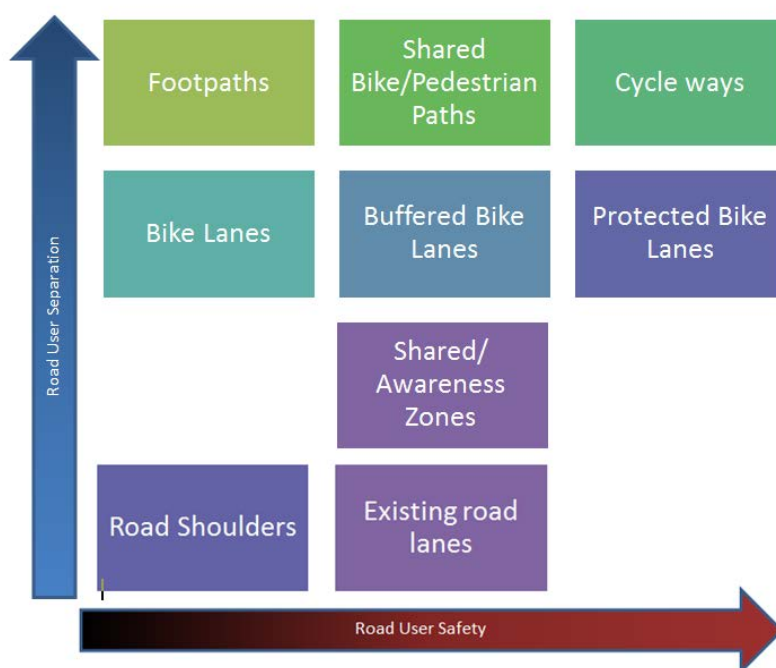 Footpaths
Shared
Bike/Pedestrian
Paths
Cycle ways
Bike Lanes
Buffered Bike
Lanes
Protected Bike
Lanes
Shared/
Awareness
Zones
Road Shoulders
Existing road
lanes
Road User Separation
Road User Safety